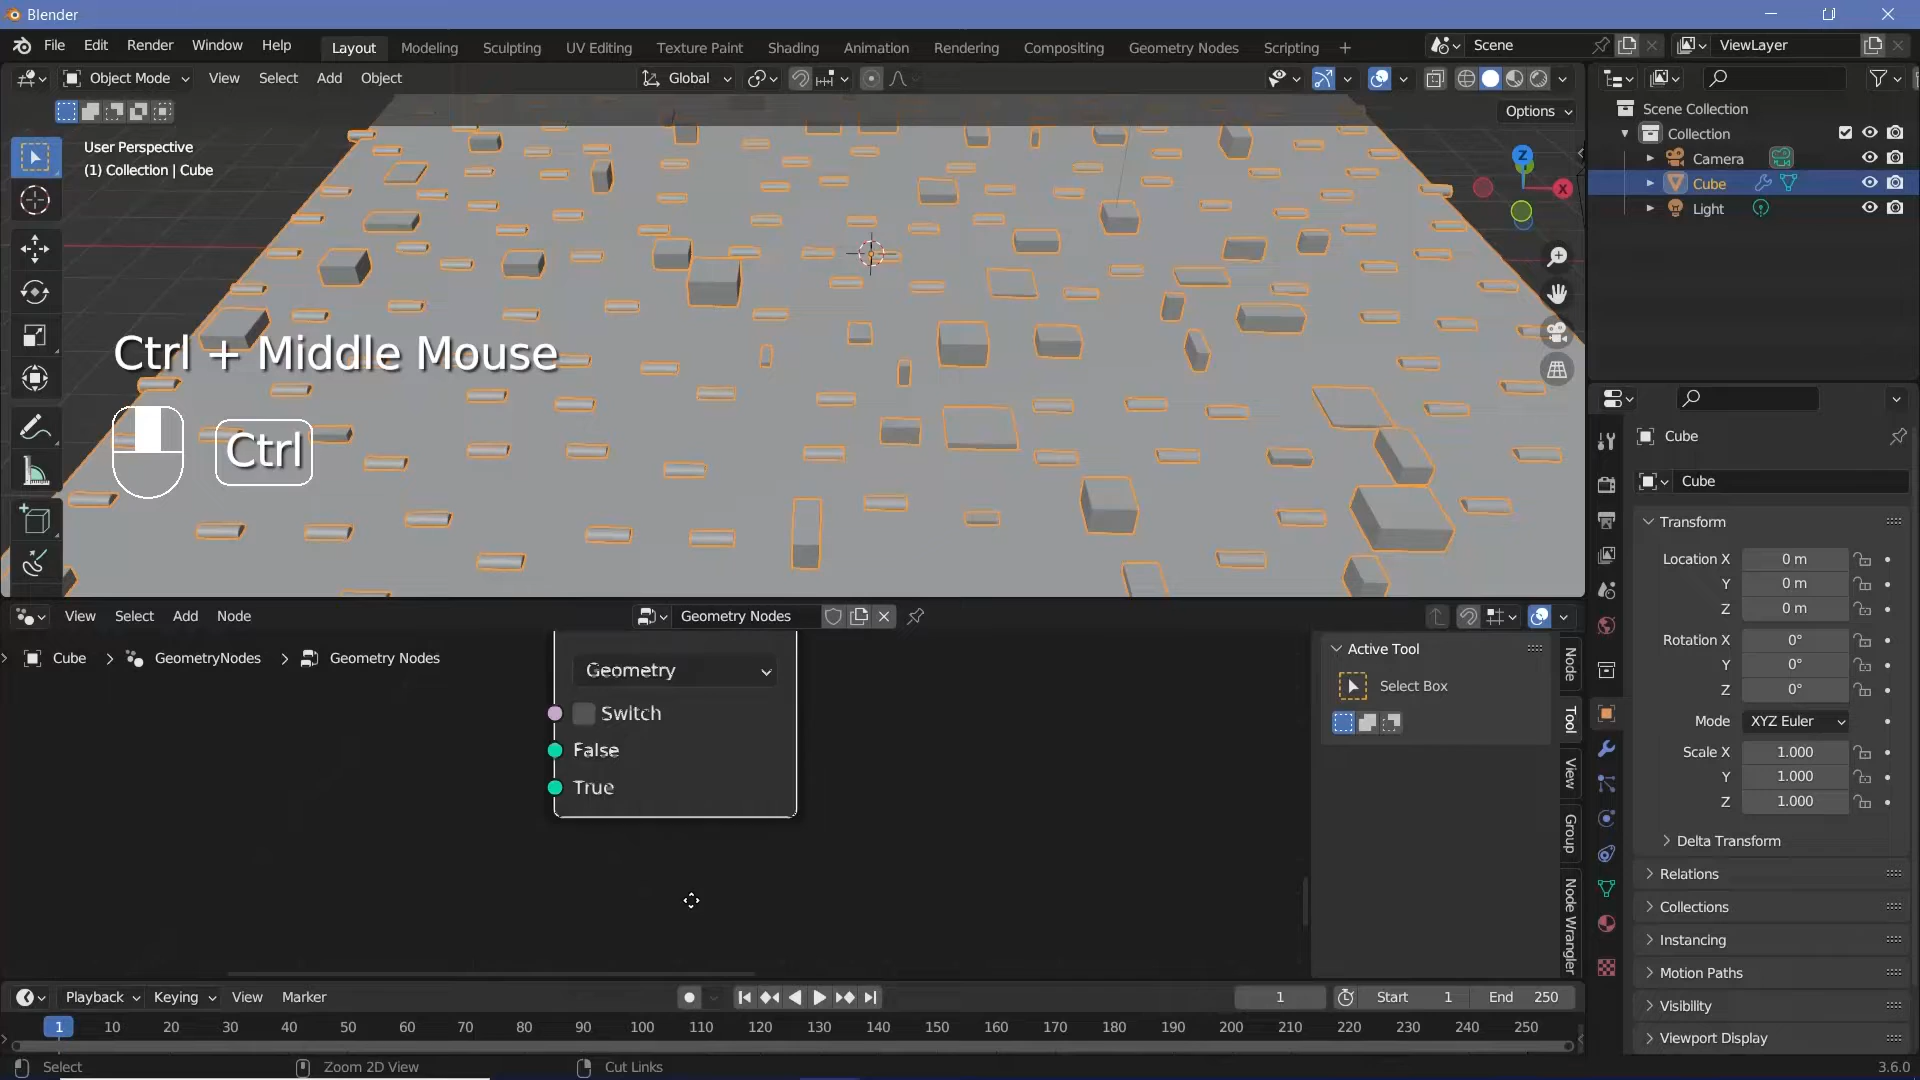 Blender
File Edit Render Window Help Layout Modeling Sculpting UV Editing Texture Paint Shading Animation Rendering Compositing Geometry Nodes Scripting + Scene ViewLayer
Object Mode View Select Add Object Global
Options
User Perspective
(1) Collection | Cube
Z
X
Ctrl + Middle Mouse
Ctrl
Scene Collection
Collection
Camera
Cube
Light
Cube
Cube
Transform
Location X 0 m
Y 0 m
Z 0 m
Rotation X 0°
Y 0°
Z 0°
Mode XYZ Euler
Scale X 1.000
Y 1.000
Z 1.000
Delta Transform
Relations
Collections
Instancing
Motion Paths
Visibility
Viewport Display
View Select Add Node Geometry Nodes
Cube > GeometryNodes > Geometry Nodes
Geometry
Switch
False
True
Active Tool
Select Box
Node
Tool
View
Group
Node Wrangler
Playback Keying View Marker 1 Start 1 End 250
1 10 20 30 40 50 60 70 80 90 100 110 120 130 140 150 160 170 180 190 200 210 220 230 240 250
Select Zoom 2D View Cut Links 3.6.0